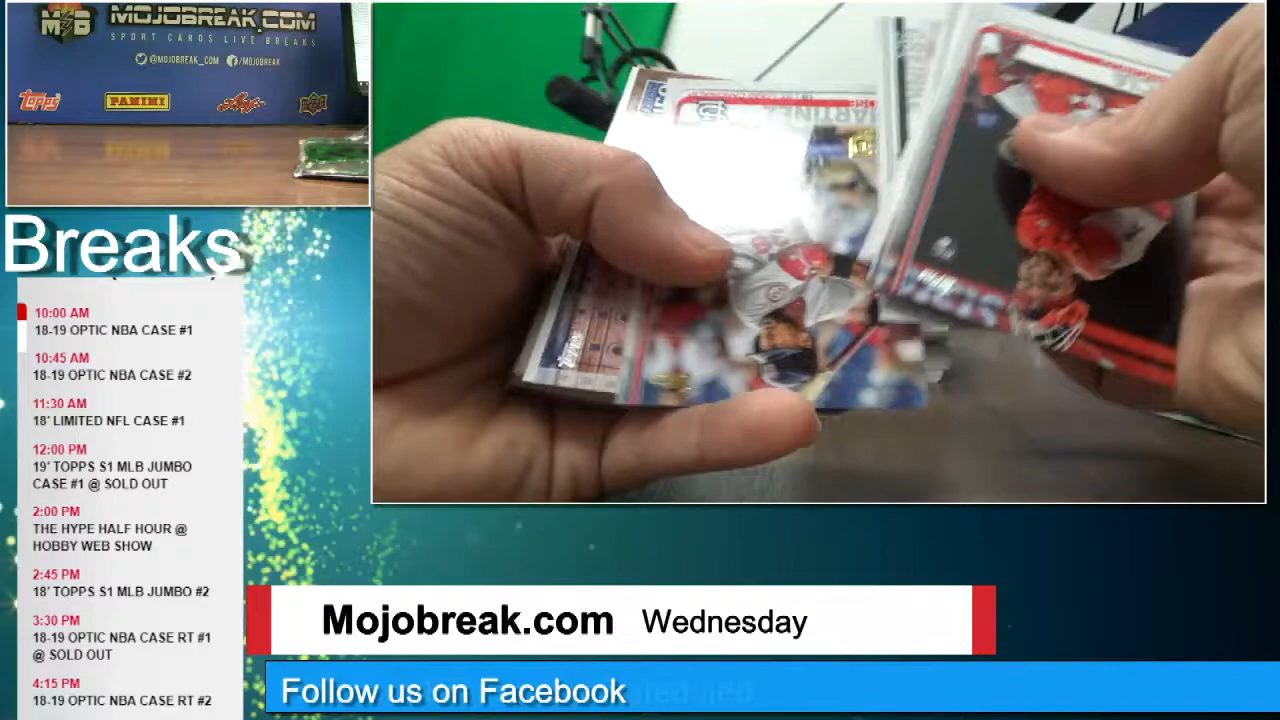 MOJOBREAK.COM
SPORT CARDS LIVE BREAKS
@MOJOBREAK_COM /MOJOBREAK
Topps
PANINI
Leaf
Breaks
10:00 AM
18-19 OPTIC NBA CASE #1
10:45 AM
18-19 OPTIC NBA CASE #2
11:30 AM
18' LIMITED NFL CASE #1
12:00 PM
19' TOPPS S1 MLB JUMBO
CASE #1 @ SOLD OUT
2:00 PM
THE HYPE HALF HOUR @
HOBBY WEB SHOW
2:45 PM
18' TOPPS S1 MLB JUMBO #2
3:30 PM
18-19 OPTIC NBA CASE RT #1
@ SOLD OUT
4:15 PM
18-19 OPTIC NBA CASE RT #2
MARTINEZ
Mojobreak.com Wednesday
Follow us on Facebook